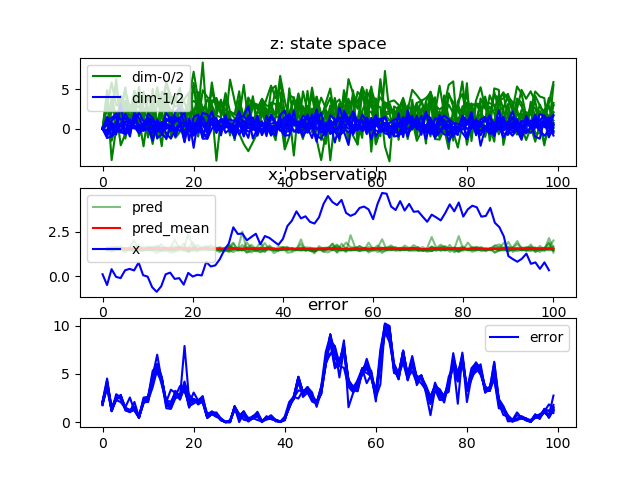 z: state space
5
0
dim-0/2
dim-1/2
0 20 40 60 80 100
x: observation
2.5
0.0
pred
pred_mean
x
0 20 40 60 80 100
error
10
5
0
error
0 20 40 60 80 100